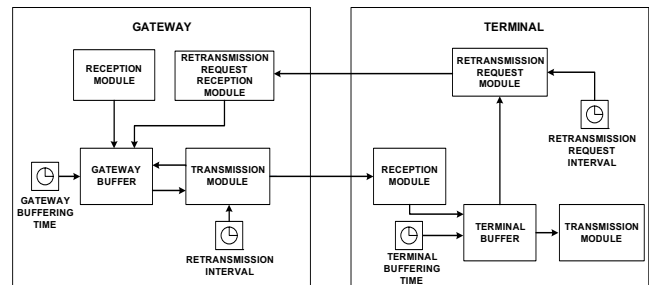 GATEWAY
RECEPTION
MODULE
RETRANSMISSION
REQUEST
RECEPTION
MODULE
GATEWAY
BUFFER
TRANSMISSION
MODULE
GATEWAY
BUFFERING
TIME
RETRANSMISSION
INTERVAL
TERMINAL
RETRANSMISSION
REQUEST
MODULE
RETRANSMISSION
REQUEST
INTERVAL
RECEPTION
MODULE
TERMINAL
BUFFER
TRANSMISSION
MODULE
TERMINAL
BUFFERING
TIME